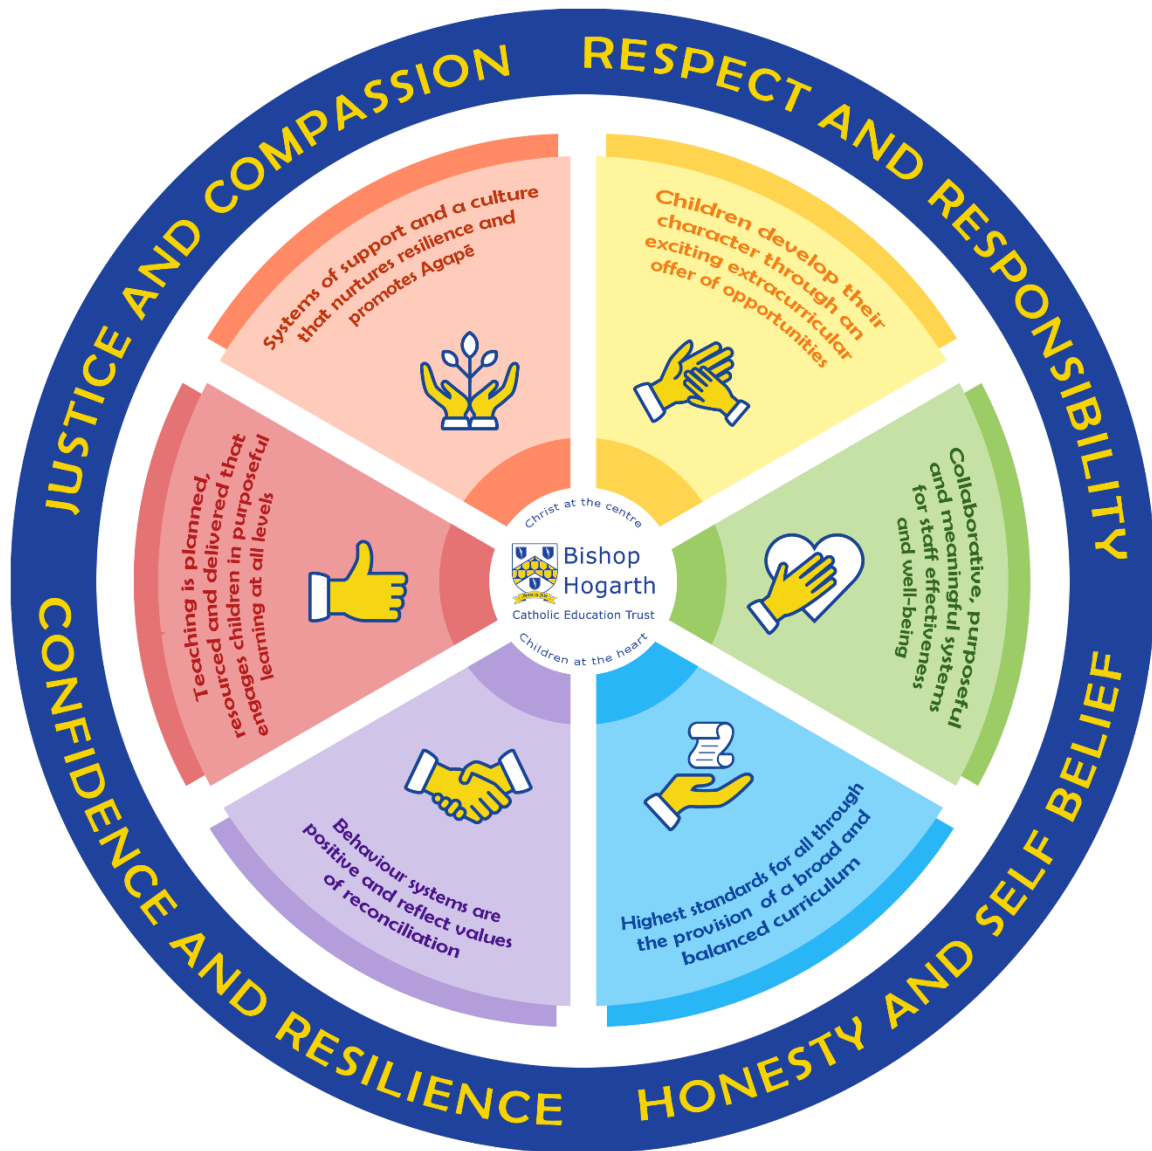 JUSTICE AND COMPASSION
RESPECT AND RESPONSIBILITY
HONESTY AND SELF BELIEF
CONFIDENCE AND RESILIENCE
Systems of support and a culture
that nurtures resilience and
promotes Agapē
Children develop their
character through an
exciting extracurricular
offer of opportunities
Collaborative, purposeful
and meaningful systems
for staff effectiveness
and well-being
Highest standards for all through
the provision of a broad and
balanced curriculum
Behaviour systems are
positive and reflect values
of reconciliation
Teaching is planned,
resourced and delivered that
engages children in purposeful
learning at all levels
Christ at the centre
Bishop
Hogarth
Catholic Education Trust
Children at the heart